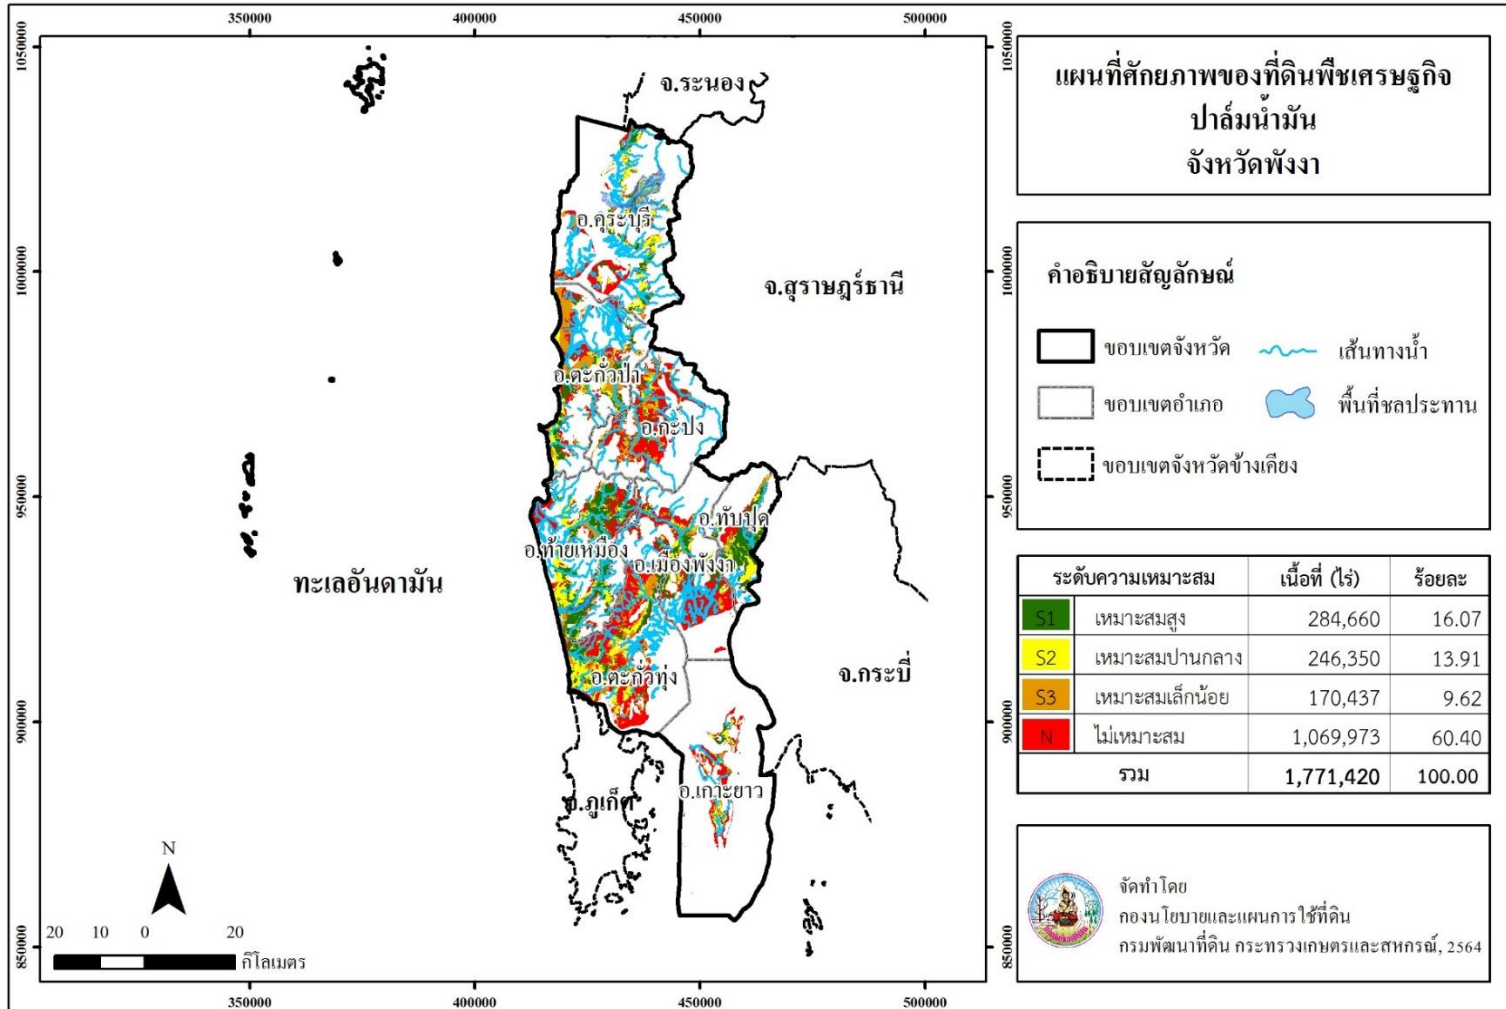 350000
400000
450000
500000
1050000
1000000
950000
900000
850000
1050000
1000000
950000
900000
850000
จ.ระนอง
อ.คุระบุรี
จ.สุราษฎร์ธานี
อ.ตะกั่วป่า
อ.กะปง
อ.ทับปุด
อ.ท้ายเหมือง
อ.เมืองพังงา
ทะเลอันดามัน
อ.ตะกั่วทุ่ง
จ.กระบี่
อ.เกาะยาว
จ.ภูเก็ต
N
20 10 0 20
กิโลเมตร
350000
400000
450000
500000
แผนที่ศักยภาพของที่ดินพืชเศรษฐกิจ
ปาล์มน้ำมัน
จังหวัดพังงา
คำอธิบายสัญลักษณ์
ขอบเขตจังหวัด เส้นทางน้ำ
ขอบเขตอำเภอ พื้นที่ชลประทาน
ขอบเขตจังหวัดข้างเคียง
ระดับความเหมาะสม เนื้อที่ (ไร่) ร้อยละ
S1 เหมาะสมสูง 284,660 16.07
S2 เหมาะสมปานกลาง 246,350 13.91
S3 เหมาะสมเล็กน้อย 170,437 9.62
N ไม่เหมาะสม 1,069,973 60.40
รวม 1,771,420 100.00
จัดทำโดย
กองนโยบายและแผนการใช้ที่ดิน
กรมพัฒนาที่ดิน กระทรวงเกษตรและสหกรณ์, 2564